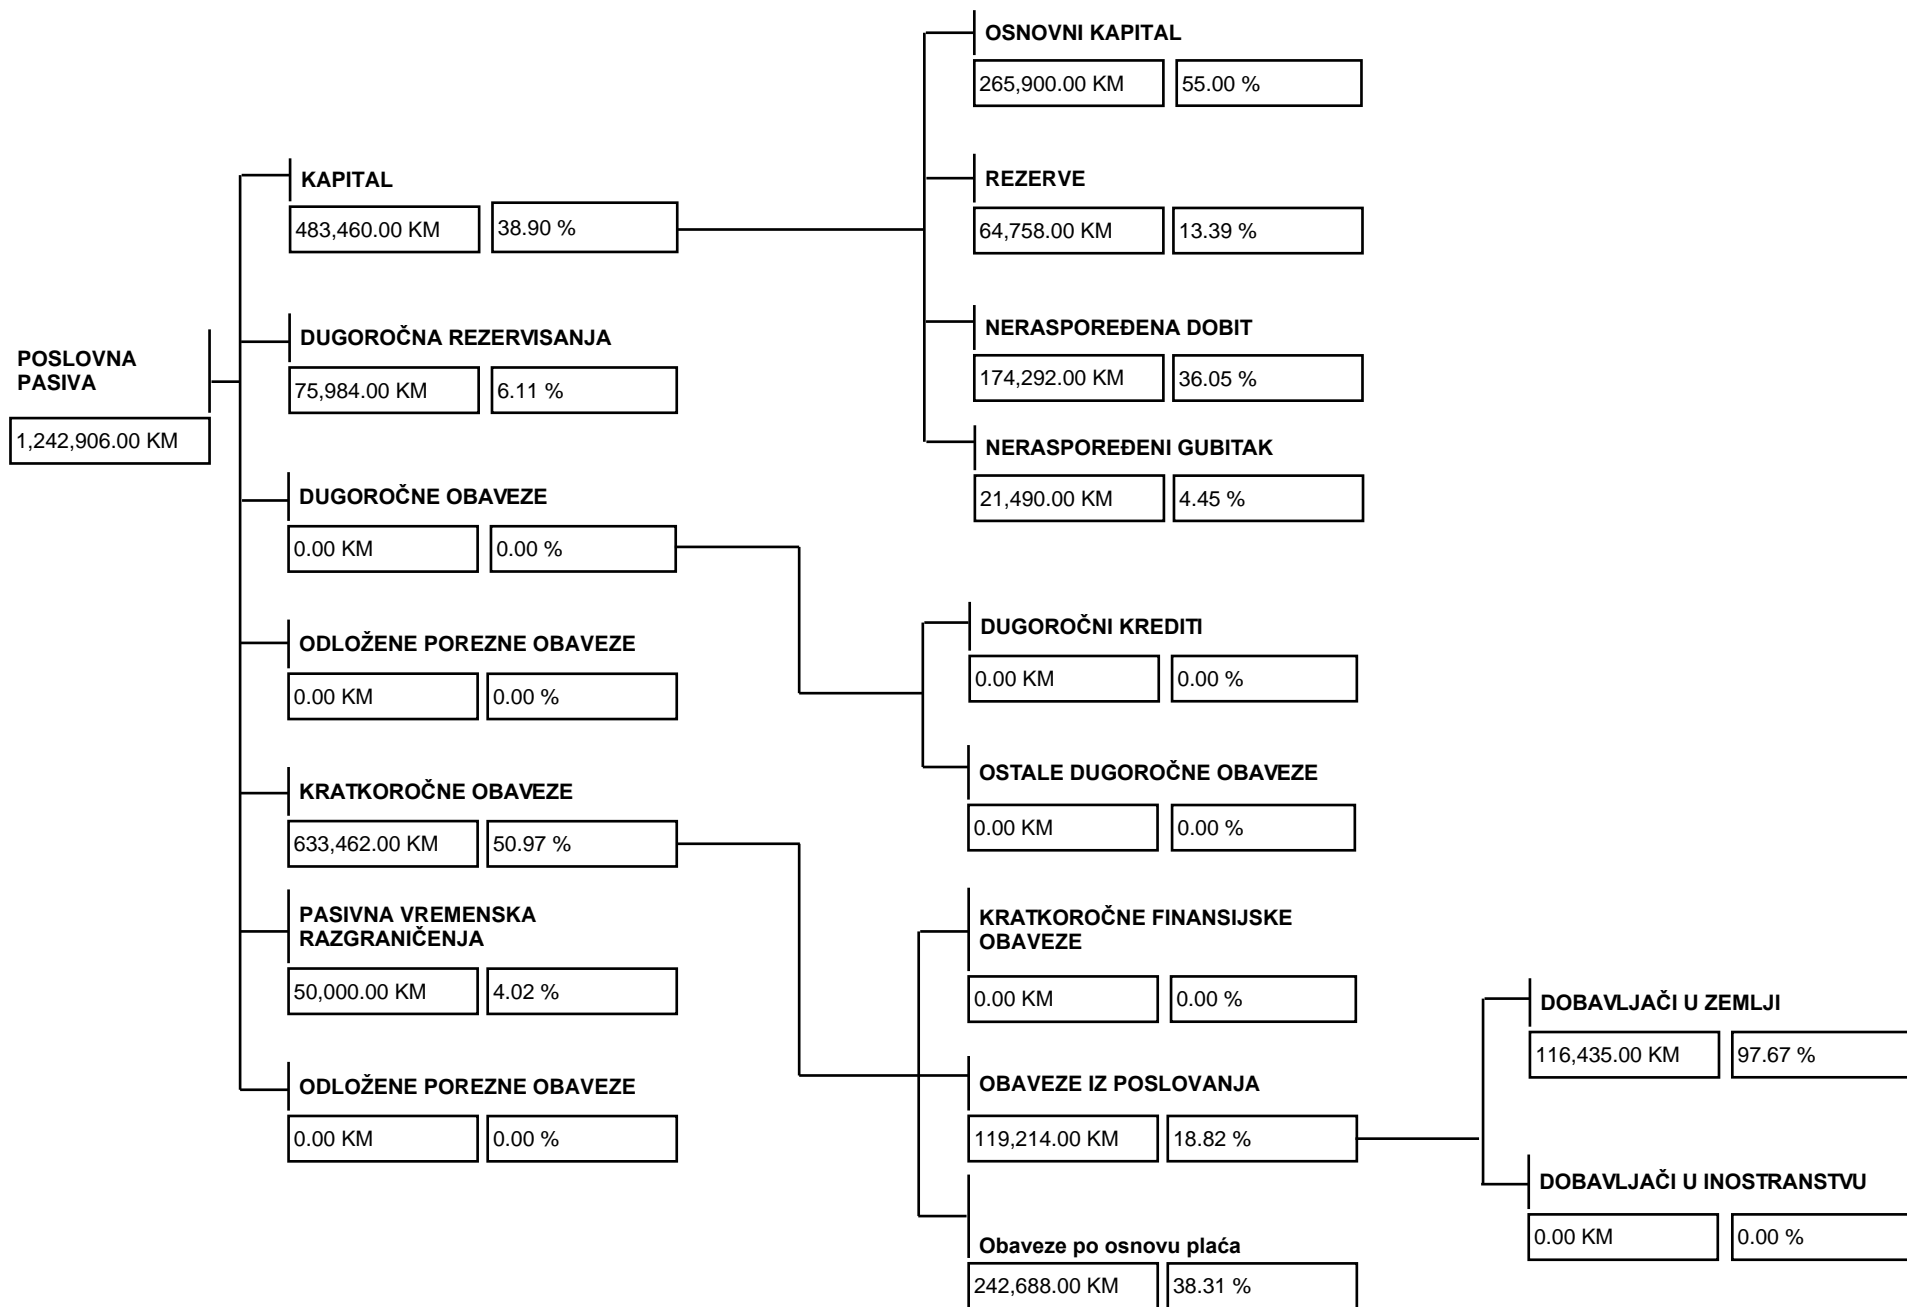 POSLOVNA
PASIVA
1,242,906.00 KM
KAPITAL
483,460.00 KM
38.90 %
DUGOROČNA REZERVISANJA
75,984.00 KM
6.11 %
DUGOROČNE OBAVEZE
0.00 KM
0.00 %
ODLOŽENE POREZNE OBAVEZE
0.00 KM
0.00 %
KRATKOROČNE OBAVEZE
633,462.00 KM
50.97 %
PASIVNA VREMENSKA
RAZGRANIČENJA
50,000.00 KM
4.02 %
ODLOŽENE POREZNE OBAVEZE
0.00 KM
0.00 %
OSNOVNI KAPITAL
265,900.00 KM
55.00 %
REZERVE
64,758.00 KM
13.39 %
NERASPOREĐENA DOBIT
174,292.00 KM
36.05 %
NERASPOREĐENI GUBITAK
21,490.00 KM
4.45 %
DUGOROČNI KREDITI
0.00 KM
0.00 %
OSTALE DUGOROČNE OBAVEZE
0.00 KM
0.00 %
KRATKOROČNE FINANSIJSKE
OBAVEZE
0.00 KM
0.00 %
OBAVEZE IZ POSLOVANJA
119,214.00 KM
18.82 %
Obaveze po osnovu plaća
242,688.00 KM
38.31 %
DOBAVLJAČI U ZEMLJI
116,435.00 KM
97.67 %
DOBAVLJAČI U INOSTRANSTVU
0.00 KM
0.00 %